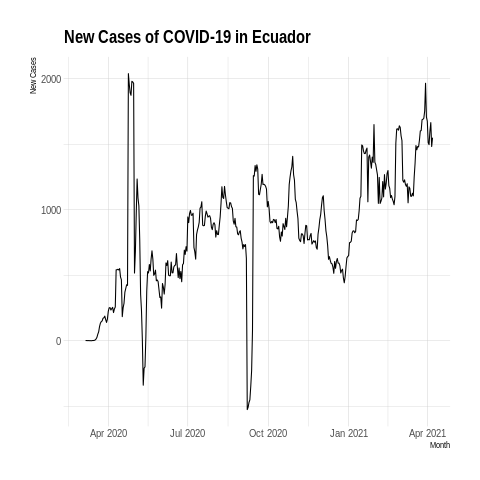 New Cases of COVID-19 in Ecuador
New Cases
2000
1000
0
Apr 2020
Jul 2020
Oct 2020
Jan 2021
Apr 2021
Month